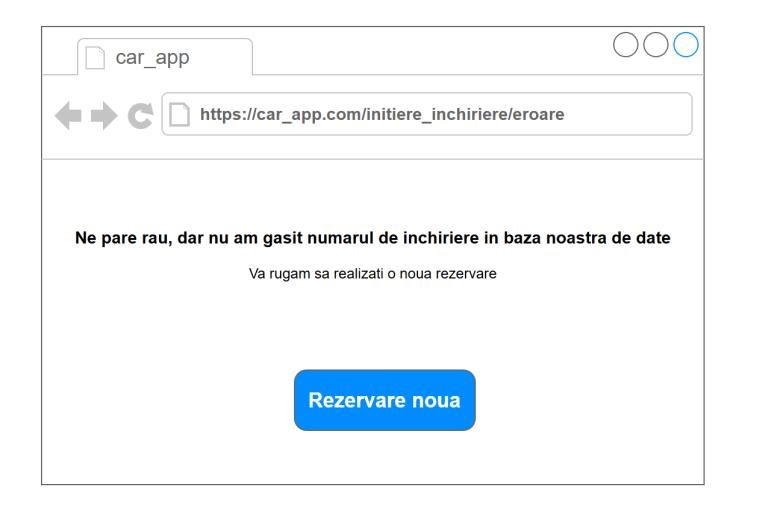 car_app
https://car_app.com/initiere_inchiriere/eroare
Ne pare rau, dar nu am gasit numarul de inchiriere in baza noastra de date
Va rugam sa realizati o noua rezervare
Rezervare noua